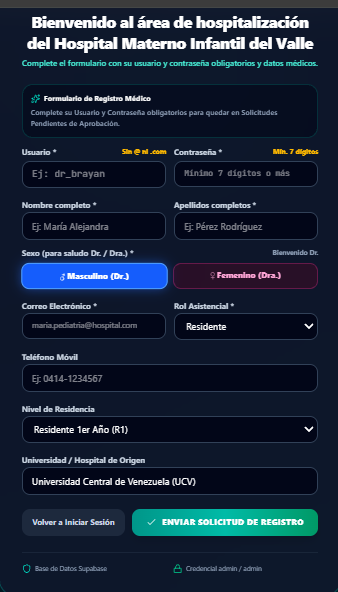 Bienvenido al área de hospitalización
del Hospital Materno Infantil del Valle
Complete el formulario con su usuario y contraseña obligatorios y datos médicos.
Formulario de Registro Médico
Complete su Usuario y Contraseña obligatorios para quedar en Solicitudes
Pendientes de Aprobación.
Usuario * Sin @ ni .com Contraseña * Mín. 7 dígitos
Ej: dr_brayan Mínimo 7 dígitos o más
Nombre completo * Apellidos completos *
Ej: María Alejandra Ej: Pérez Rodríguez
Sexo (para saludo Dr. / Dra.) * Bienvenido Dr.
♂ Masculino (Dr.) ♀ Femenino (Dra.)
Correo Electrónico * Rol Asistencial *
maria.pediatria@hospital.com Residente
Teléfono Móvil
Ej: 0414-1234567
Nivel de Residencia
Residente 1er Año (R1)
Universidad / Hospital de Origen
Universidad Central de Venezuela (UCV)
Volver a Iniciar Sesión ENVIAR SOLICITUD DE REGISTRO
Base de Datos Supabase Credencial admin / admin